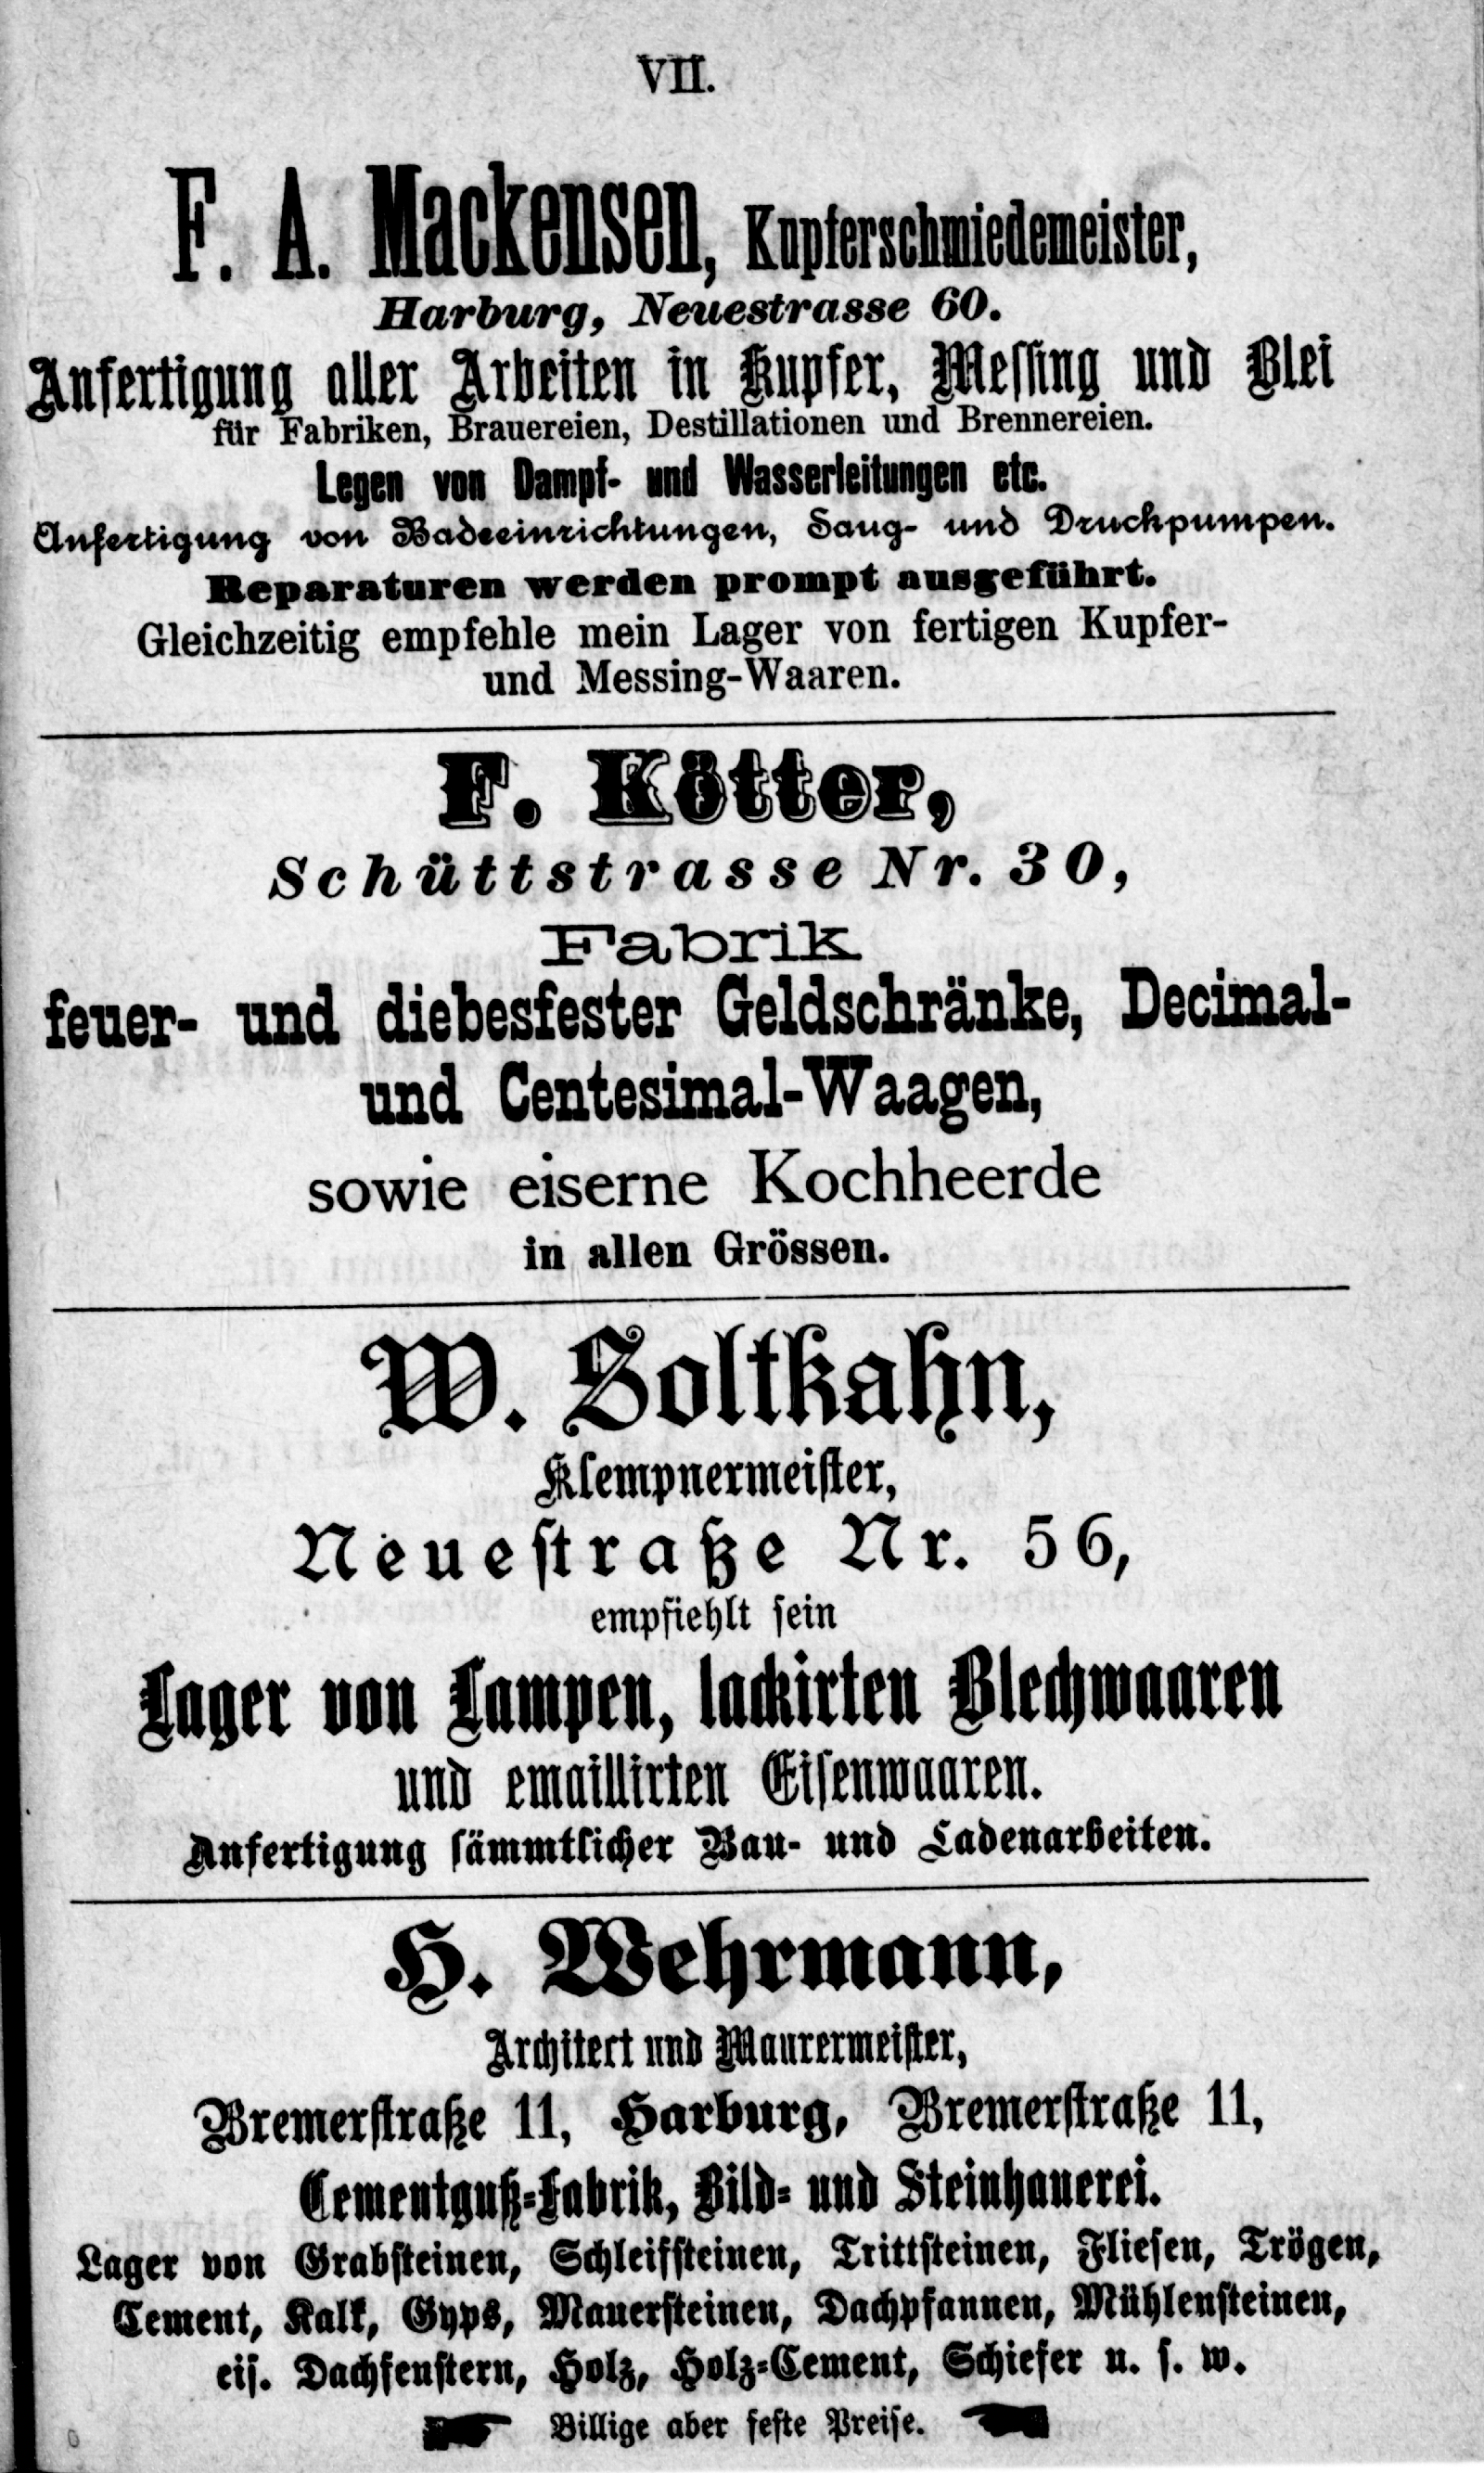 VII.
F. A. Mackensen, Kupferschmiedemeister,
Harburg, Neuestrasse 60.
Anfertigung aller Arbeiten in Kupfer, Messing und Blei
für Fabriken, Brauereien, Destillationen und Brennereien.
Legen von Dampf- und Wasserleitungen etc.
Anfertigung von Badeeinrichtungen, Saug- und Druckpumpen.
Reparaturen werden prompt ausgeführt.
Gleichzeitig empfehle mein Lager von fertigen Kupfer-
und Messing-Waaren.
F. Kötter,
Schüttstrasse Nr. 30,
Fabrik
feuer- und diebesfester Geldschränke, Decimal-
und Centesimal-Waagen,
sowie eiserne Kochheerde
in allen Grössen.
W. Soltkahn,
Klempnermeister,
Neuestraße Nr. 56,
empfiehlt sein
Lager von Lampen, lackirten Blechwaaren
und emaillirten Eisenwaaren.
Anfertigung sämmtlicher Bau- und Ladenarbeiten.
H. Wehrmann,
Architect und Maurermeister,
Bremerstraße 11, Harburg, Bremerstraße 11,
Cementguß-Fabrik, Bild- und Steinhauerei.
Lager von Grabsteinen, Schleifsteinen, Trittsteinen, Fliesen, Trögen,
Cement, Kalk, Gyps, Mauersteinen, Dachpfannen, Mühlensteinen,
eis. Dachfenstern, Holz, Holz-Cement, Schiefer u. s. w.
Billige aber feste Preise.